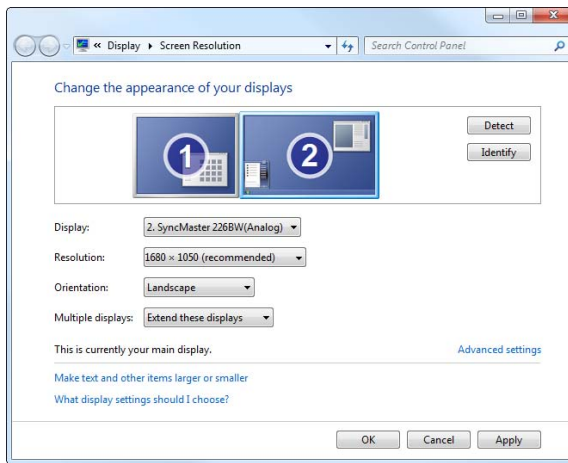 « Display ▸ Screen Resolution
Search Control Panel
Change the appearance of your displays
1
2
Detect
Identify
Display: 2. SyncMaster 226BW(Analog)
Resolution: 1680 × 1050 (recommended)
Orientation: Landscape
Multiple displays: Extend these displays
This is currently your main display. Advanced settings
Make text and other items larger or smaller
What display settings should I choose?
OK Cancel Apply